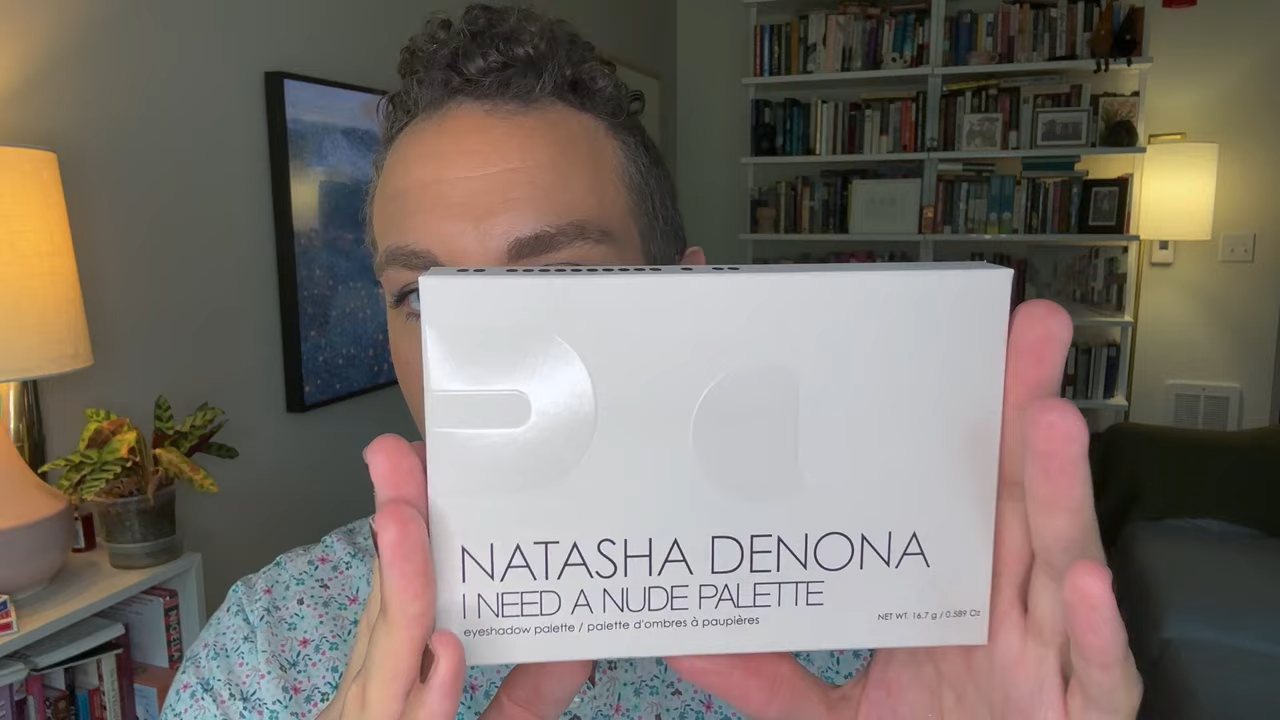 NATASHA DENONA
I NEED A NUDE PALETTE
eyeshadow palette / palette d'ombres à paupières
NET WT. 16.7 g / 0.589 Oz